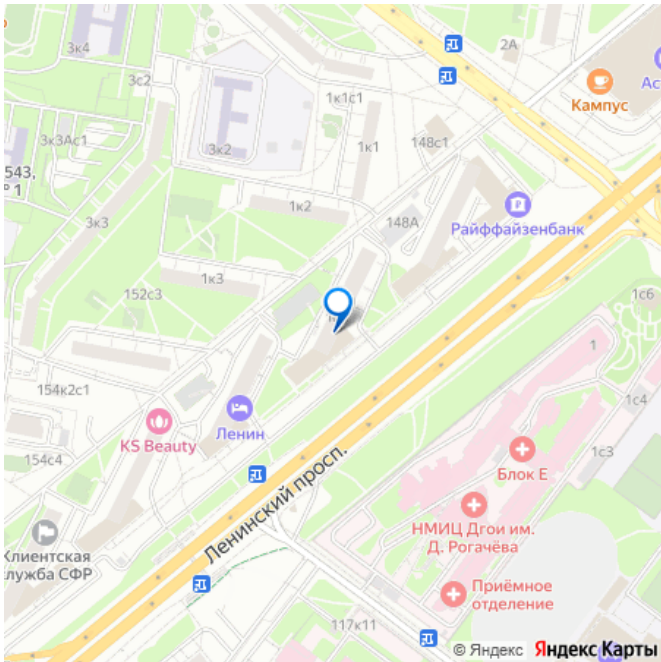 3к4
2А
Кампус
Аст
3с2
1к1с1
3к3Ас1
3к2
1к1
148с1
543,
º 1
1к2
148А
Райффайзенбанк
3к3
1к3
152с3
1с6
1
154к2с1
1с4
KS Beauty
Ленин
154с4
Блок Е
1с3
НМИЦ Дгои им.
Д. Рогачёва
Ленинский просп.
Клиентская
служба СФР
Приёмное
отделение
117к11
© Яндекс Яндекс Карты